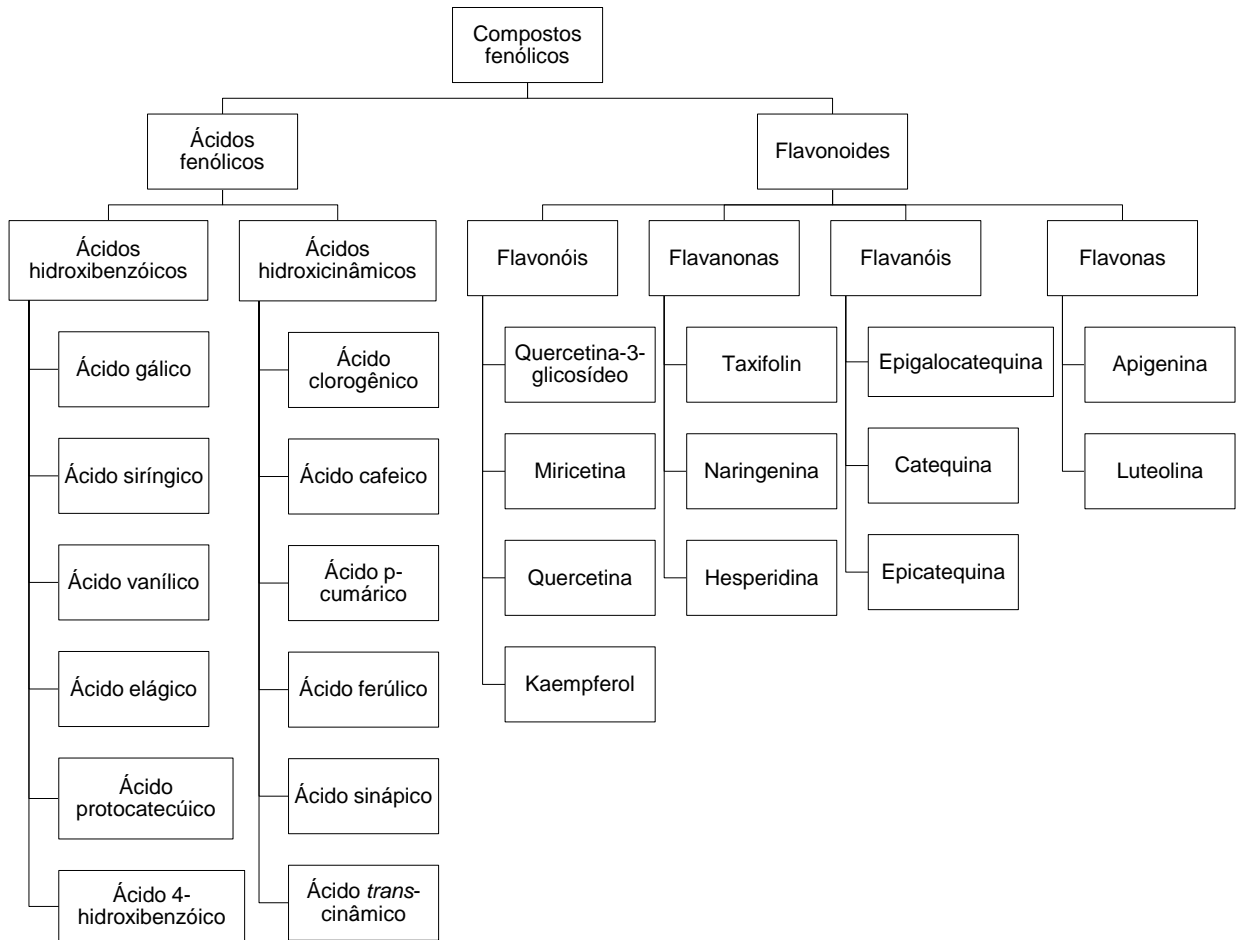 Compostos
fenólicos
Ácidos
fenólicos
Flavonoides
Ácidos
hidroxibenzóicos
Ácidos
hidroxicinâmicos
Flavonóis
Flavanonas
Flavanóis
Flavonas
Ácido gálico
Ácido siríngico
Ácido vanílico
Ácido elágico
Ácido
protocatecúico
Ácido 4-
hidroxibenzóico
Ácido
clorogênico
Ácido cafeico
Ácido p-
cumárico
Ácido ferúlico
Ácido sinápico
Ácido trans-
cinâmico
Quercetina-3-
glicosídeo
Miricetina
Quercetina
Kaempferol
Taxifolin
Naringenina
Hesperidina
Epigalocatequina
Catequina
Epicatequina
Apigenina
Luteolina